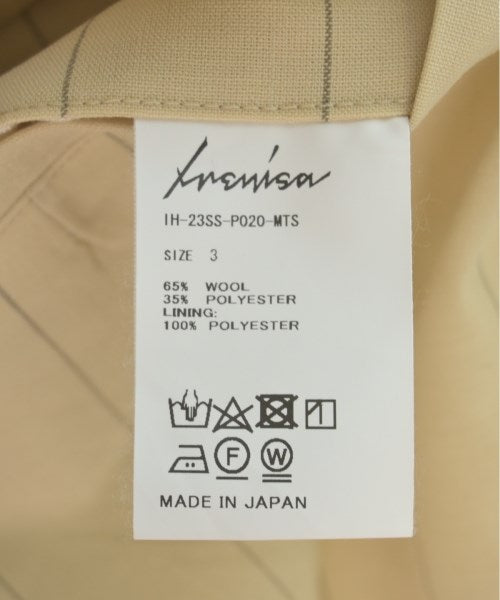 Irenisa
IH-23SS-P020-MTS
SIZE 3
65% WOOL
35% POLYESTER
LINING:
100% POLYESTER
F
W
MADE IN JAPAN